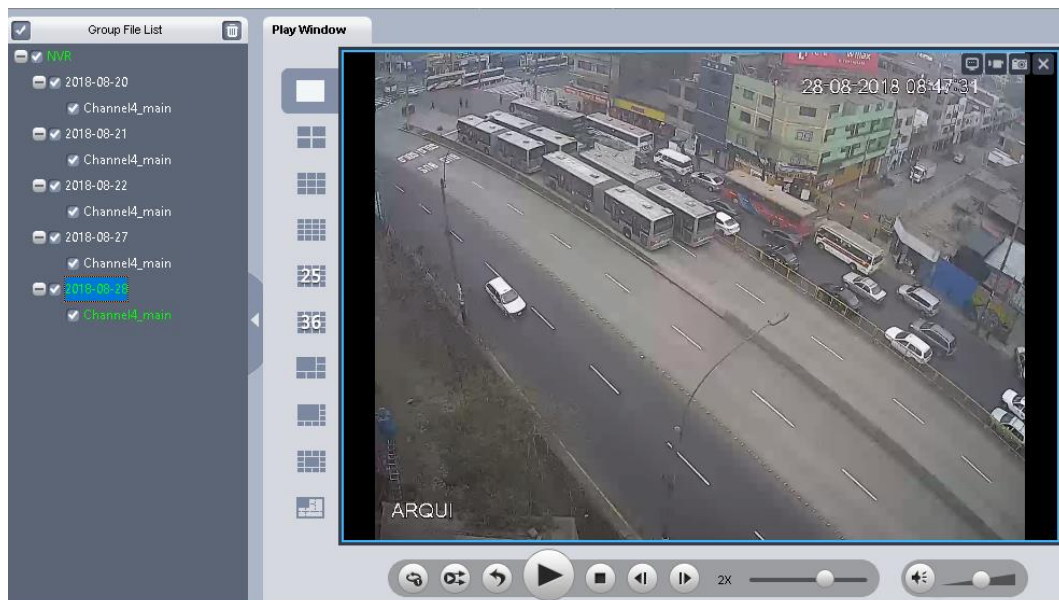 Group File List
NVR
2018-08-20
Channel4_main
2018-08-21
Channel4_main
2018-08-22
Channel4_main
2018-08-27
Channel4_main
2018-08-28
Channel4_main
Play Window
25
36
28-08-2018 08:47:31
ARQUI
2X